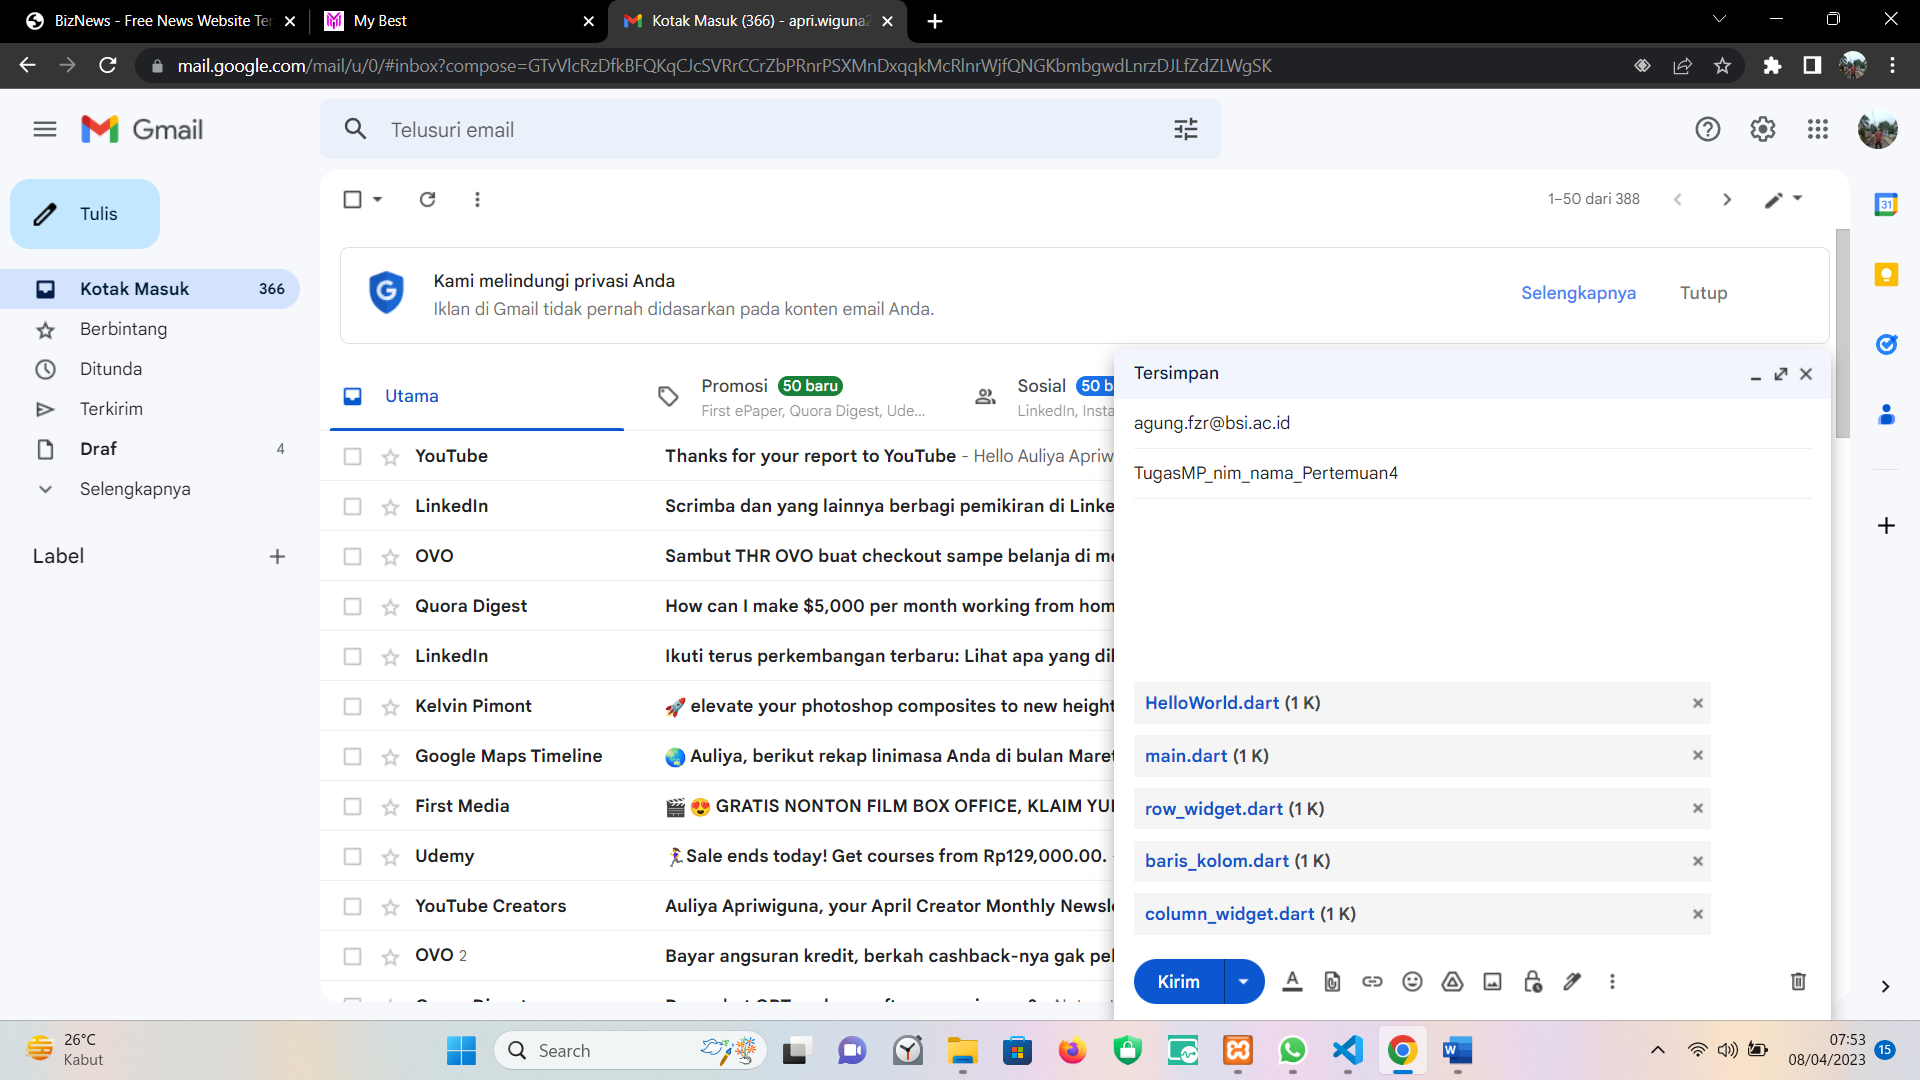 BizNews - Free News Website Ter
My Best
Kotak Masuk (366) - apri.wiguna2
mail.google.com/mail/u/0/#inbox?compose=GTvVlcRzDfkBFQKqCJcSVRrCCrZbPRnrPSXMnDxqqkMcRlnrWjfQNGKbmbgwdLnrzDJLfZdZLWgSK
Gmail
Telusuri email
Tulis
1–50 dari 388
Kami melindungi privasi Anda
Iklan di Gmail tidak pernah didasarkan pada konten email Anda.
Selengkapnya
Tutup
Kotak Masuk 366
Berbintang
Ditunda
Terkirim
Draf 4
Selengkapnya
Label
Utama
Promosi 50 baru
First ePaper, Quora Digest, Ude...
Sosial 50 b
LinkedIn, Insta
YouTube Thanks for your report to YouTube - Hello Auliya Apriw
LinkedIn Scrimba dan yang lainnya berbagi pemikiran di Linke
OVO Sambut THR OVO buat checkout sampe belanja di me
Quora Digest How can I make $5,000 per month working from hom
LinkedIn Ikuti terus perkembangan terbaru: Lihat apa yang dil
Kelvin Pimont 🚀 elevate your photoshop composites to new height
Google Maps Timeline 🌏 Auliya, berikut rekap linimasa Anda di bulan Maret
First Media 🎬 😍 GRATIS NONTON FILM BOX OFFICE, KLAIM YUI
Udemy 🏃‍♀️Sale ends today! Get courses from Rp129,000.00.
YouTube Creators Auliya Apriwiguna, your April Creator Monthly Newsle
OVO 2 Bayar angsuran kredit, berkah cashback-nya gak pel
Tersimpan
agung.fzr@bsi.ac.id
TugasMP_nim_nama_Pertemuan4
HelloWorld.dart (1 K)
main.dart (1 K)
row_widget.dart (1 K)
baris_kolom.dart (1 K)
column_widget.dart (1 K)
Kirim
26°C
Kabut
Search
07:53
08/04/2023
15